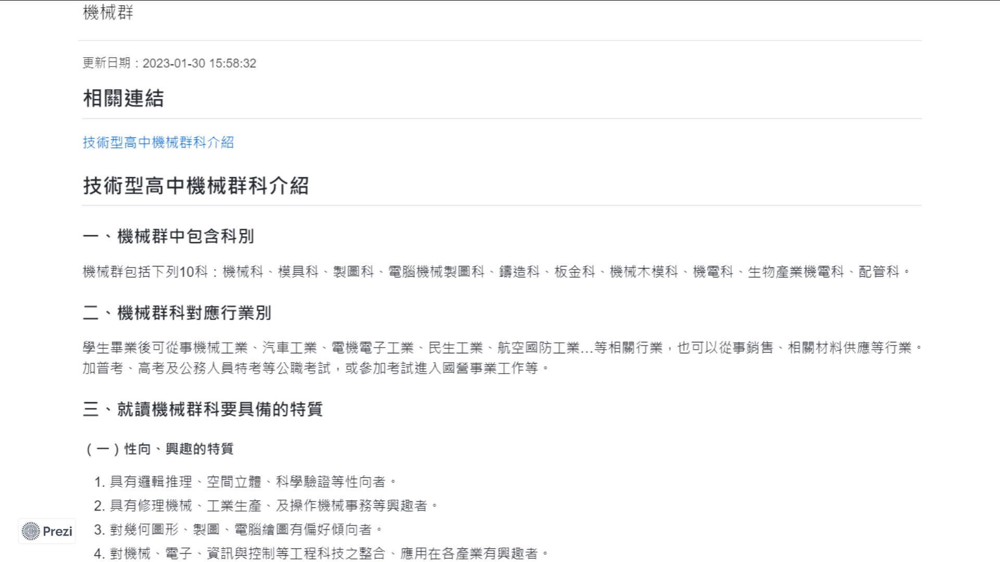 機械群
更新日期：2023-01-30 15:58:32
相關連結
技術型高中機械群科介紹
技術型高中機械群科介紹
一、機械群中包含科別
機械群包括下列10科：機械科、模具科、製圖科、電腦機械製圖科、鑄造科、板金科、機械木模科、機電科、生物產業機電科、配管科。
二、機械群科對應行業別
學生畢業後可從事機械工業、汽車工業、電機電子工業、民生工業、航空國防工業…等相關行業，也可以從事銷售、相關材料供應等行業。
加普考、高考及公務人員特考等公職考試，或參加考試進入國營事業工作等。
三、就讀機械群科要具備的特質
（一）性向、興趣的特質
1. 具有邏輯推理、空間立體、科學驗證等性向者。
2. 具有修理機械、工業生產、及操作機械事務等興趣者。
3. 對幾何圖形、製圖、電腦繪圖有偏好傾向者。
4. 對機械、電子、資訊與控制等工程科技之整合、應用在各產業有興趣者。
Prezi